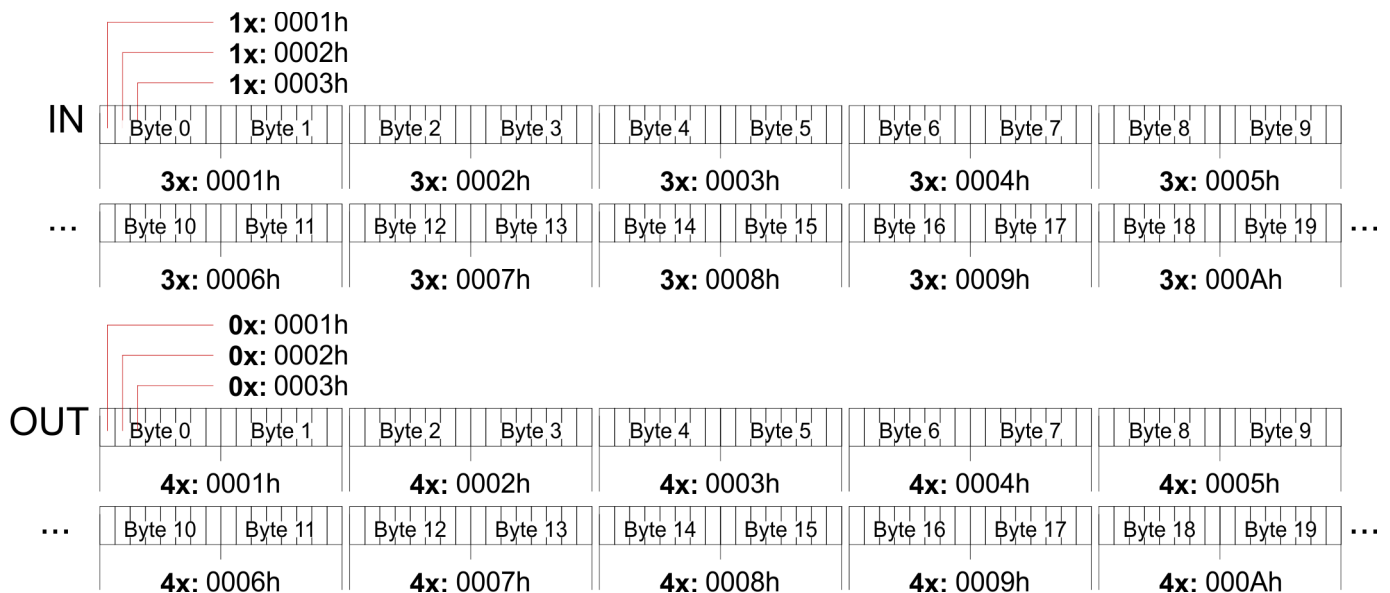 1x: 0001h
1x: 0002h
1x: 0003h
IN Byte 0 Byte 1 Byte 2 Byte 3 Byte 4 Byte 5 Byte 6 Byte 7 Byte 8 Byte 9
3x: 0001h 3x: 0002h 3x: 0003h 3x: 0004h 3x: 0005h
... Byte 10 Byte 11 Byte 12 Byte 13 Byte 14 Byte 15 Byte 16 Byte 17 Byte 18 Byte 19 ...
3x: 0006h 3x: 0007h 3x: 0008h 3x: 0009h 3x: 000Ah
0x: 0001h
0x: 0002h
0x: 0003h
OUT Byte 0 Byte 1 Byte 2 Byte 3 Byte 4 Byte 5 Byte 6 Byte 7 Byte 8 Byte 9
4x: 0001h 4x: 0002h 4x: 0003h 4x: 0004h 4x: 0005h
... Byte 10 Byte 11 Byte 12 Byte 13 Byte 14 Byte 15 Byte 16 Byte 17 Byte 18 Byte 19 ...
4x: 0006h 4x: 0007h 4x: 0008h 4x: 0009h 4x: 000Ah